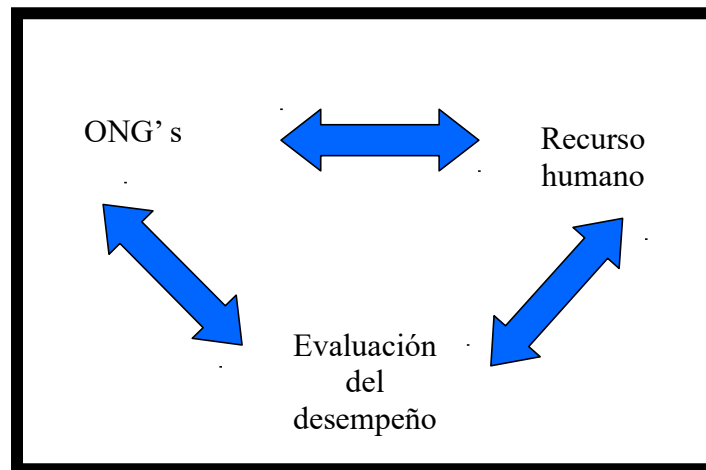 ONG’ s
Recurso
humano
Evaluación
del
desempeño